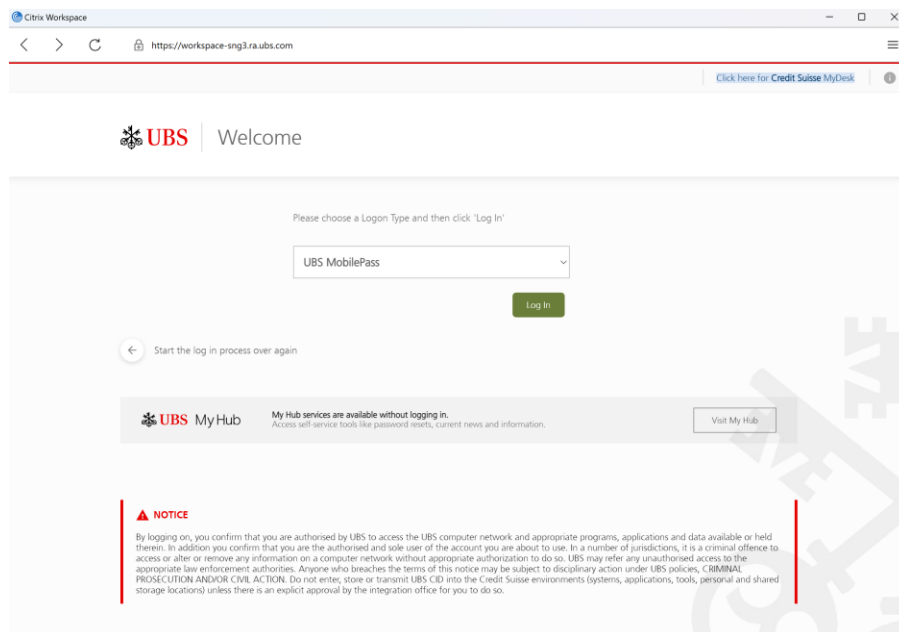 Citrix Workspace
https://workspace-sng3.ra.ubs.com
Click here for Credit Suisse MyDesk
UBS Welcome
Please choose a Logon Type and then click 'Log In'
UBS MobilePass
Log In
Start the log in process over again
UBS My Hub
My Hub services are available without logging in.
Access self-service tools like password resets, current news and information.
Visit My Hub
NOTICE
By logging on, you confirm that you are authorised by UBS to access the UBS computer network and appropriate programs, applications and data available or held
therein. In addition you confirm that you are the authorised and sole user of the account you are about to use. In a number of jurisdictions, it is a criminal offence to
access or alter or remove any information on a computer network without appropriate authorization to do so. UBS may refer any unauthorised access to the
appropriate law enforcement authorities. Anyone who breaches the terms of this notice may be subject to disciplinary action under UBS policies, CRIMINAL
PROSECUTION AND/OR CIVIL ACTION. Do not enter, store or transmit UBS CID into the Credit Suisse environments (systems, applications, tools, personal and shared
storage locations) unless there is an explicit approval by the integration office for you to do so.